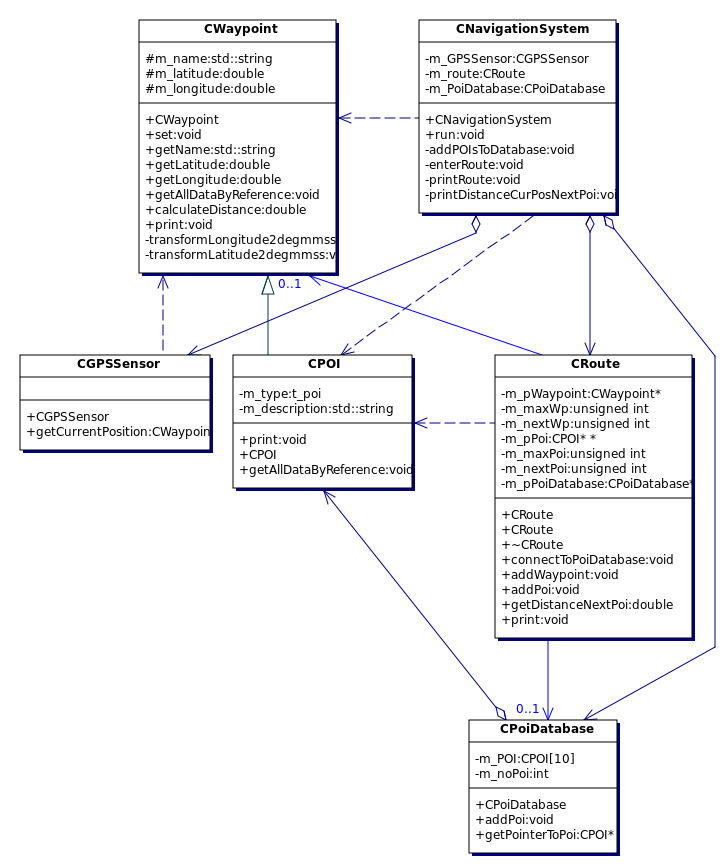 CWaypoint
#m_name:std::string
#m_latitude:double
#m_longitude:double
+CWaypoint
+set:void
+getName:std::string
+getLatitude:double
+getLongitude:double
+getAllDataByReference:void
+calculateDistance:double
+print:void
-transformLongitude2degmmss
-transformLatitude2degmmss:v
CNavigationSystem
-m_GPSSensor:CGPSSensor
-m_route:CRoute
-m_PoiDatabase:CPoiDatabase
+CNavigationSystem
+run:void
-addPOIsToDatabase:void
-enterRoute:void
-printRoute:void
-printDistanceCurPosNextPoi:voi
0..1
CGPSSensor
+CGPSSensor
+getCurrentPosition:CWaypoin
CPOI
-m_type:t_poi
-m_description:std::string
+print:void
+CPOI
+getAllDataByReference:void
CRoute
-m_pWaypoint:CWaypoint*
-m_maxWp:unsigned int
-m_nextWp:unsigned int
-m_pPoi:CPOI* *
-m_maxPoi:unsigned int
-m_nextPoi:unsigned int
-m_pPoiDatabase:CPoiDatabase*
+CRoute
+CRoute
+~CRoute
+connectToPoiDatabase:void
+addWaypoint:void
+addPoi:void
+getDistanceNextPoi:double
+print:void
0..1
CPoiDatabase
-m_POI:CPOI[10]
-m_noPoi:int
+CPoiDatabase
+addPoi:void
+getPointerToPoi:CPOI*